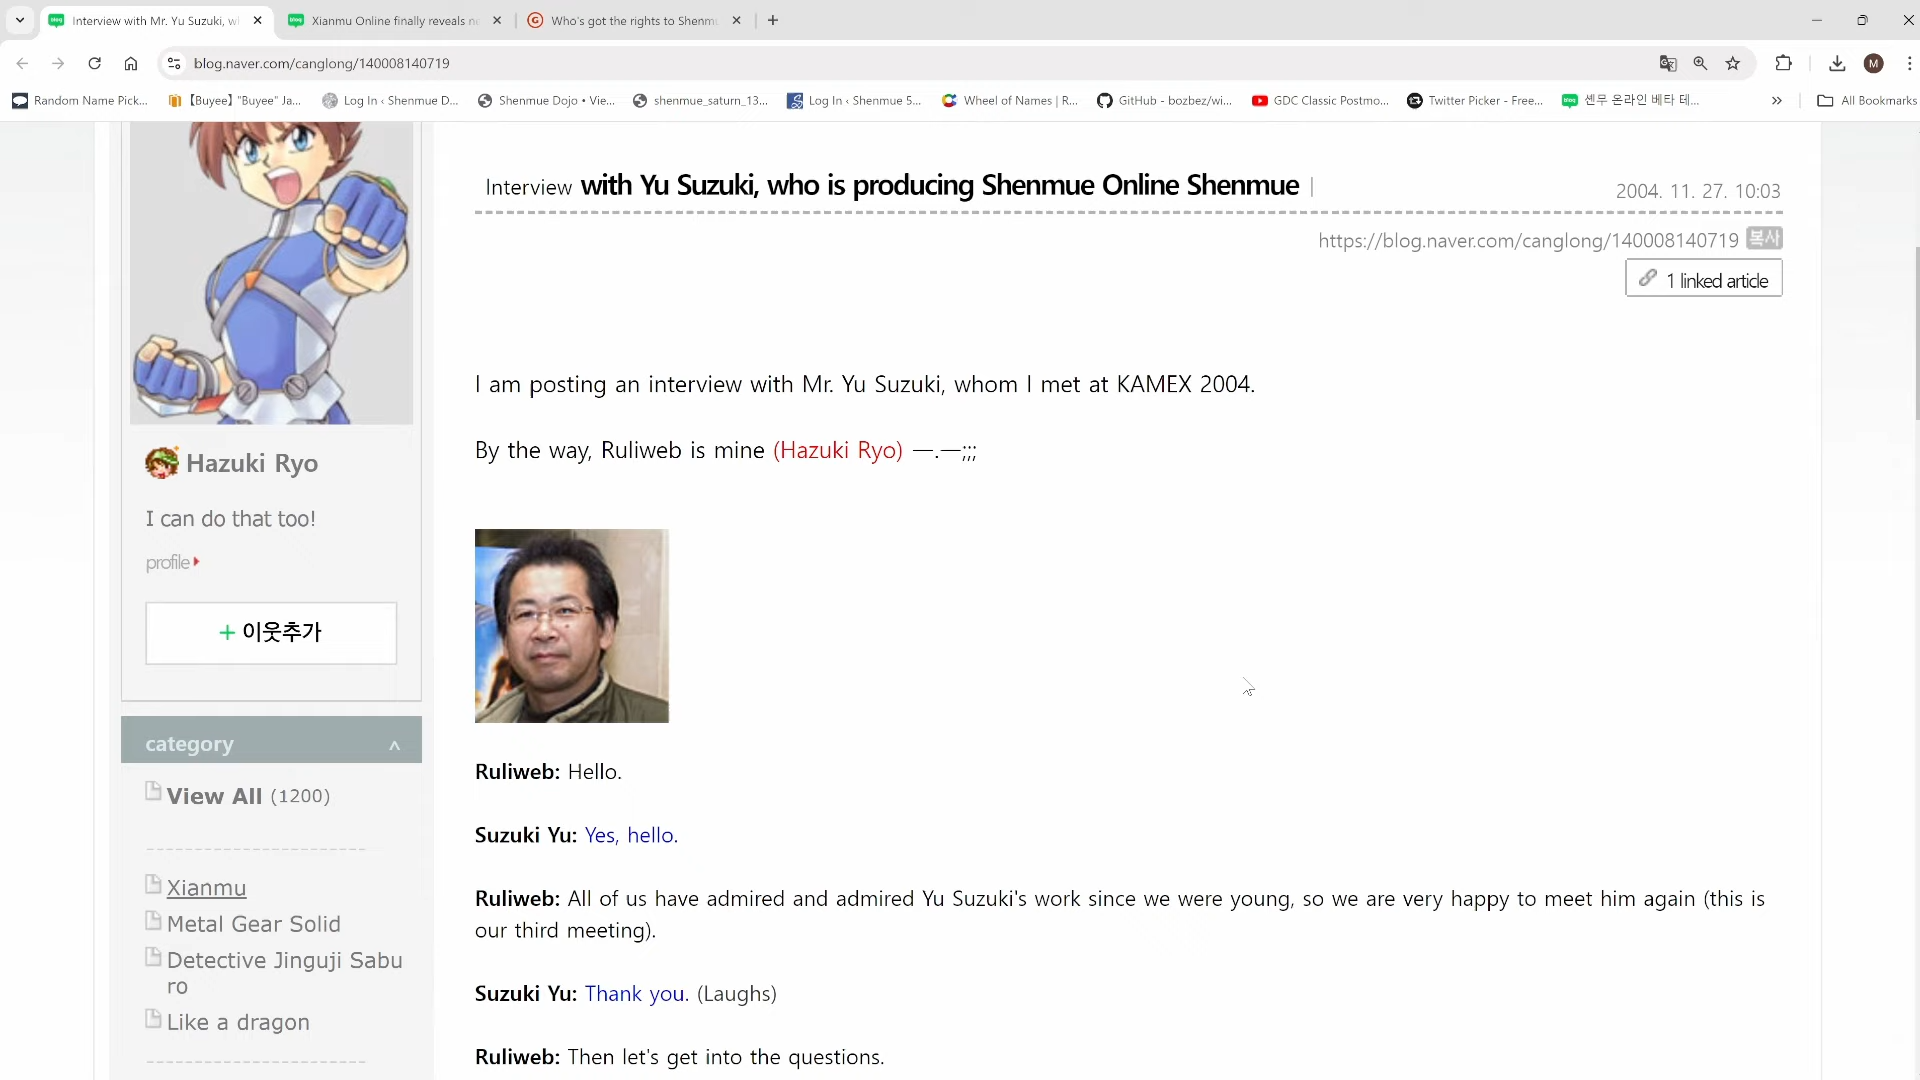 Interview with Mr. Yu Suzuki, wh
Xianmu Online finally reveals ne
Who's got the rights to Shenmu
blog.naver.com/canglong/140008140719
M
Random Name Pick...
【Buyee】 "Buyee" Ja...
Log In ‹ Shenmue D...
Shenmue Dojo • Vie...
shenmue_saturn_13...
Log In ‹ Shenmue 5...
Wheel of Names | R...
GitHub - bozbez/wi...
GDC Classic Postmo...
Twitter Picker - Free...
센무 온라인 베타 테...
All Bookmarks
Interview with Yu Suzuki, who is producing Shenmue Online Shenmue |
2004. 11. 27. 10:03
https://blog.naver.com/canglong/140008140719 복사
1 linked article
I am posting an interview with Mr. Yu Suzuki, whom I met at KAMEX 2004.
By the way, Ruliweb is mine (Hazuki Ryo) ㅡ.ㅡ;;;
Hazuki Ryo
I can do that too!
profile
+ 이웃추가
category
View All (1200)
Xianmu
Metal Gear Solid
Detective Jinguji Sabu
ro
Like a dragon
Ruliweb: Hello.
Suzuki Yu: Yes, hello.
Ruliweb: All of us have admired and admired Yu Suzuki's work since we were young, so we are very happy to meet him again (this is
our third meeting).
Suzuki Yu: Thank you. (Laughs)
Ruliweb: Then let's get into the questions.